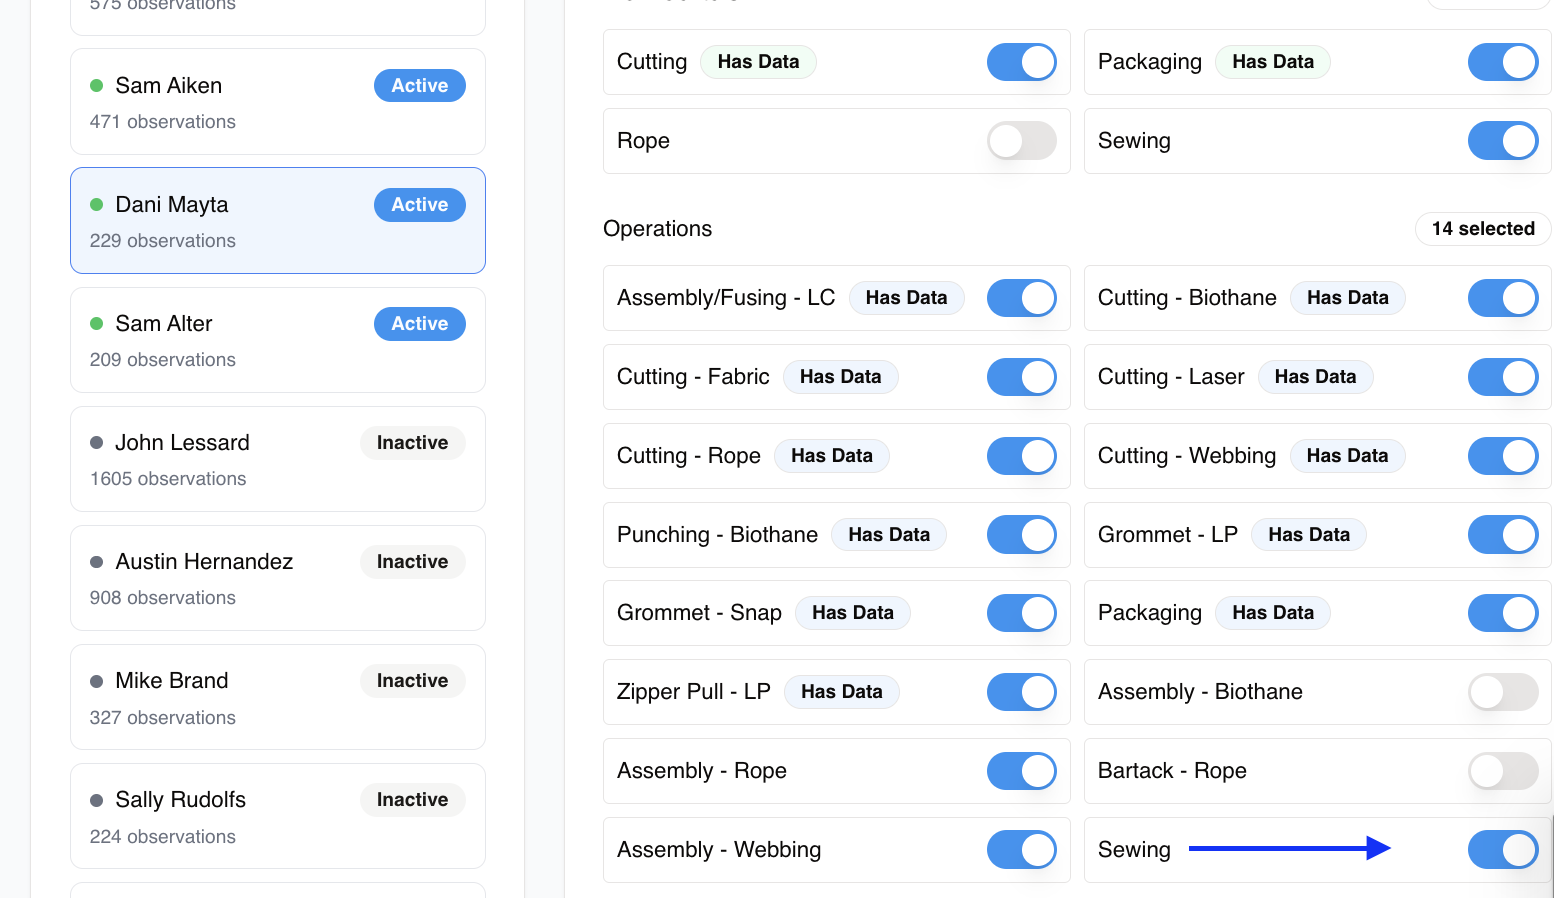 575 observations
Sam Aiken
Active
471 observations
Dani Mayta
Active
229 observations
Sam Alter
Active
209 observations
John Lessard
Inactive
1605 observations
Austin Hernandez
Inactive
908 observations
Mike Brand
Inactive
327 observations
Sally Rudolfs
Inactive
224 observations
Cutting Has Data
Packaging Has Data
Rope
Sewing
Operations
14 selected
Assembly/Fusing - LC Has Data
Cutting - Biothane Has Data
Cutting - Fabric Has Data
Cutting - Laser Has Data
Cutting - Rope Has Data
Cutting - Webbing Has Data
Punching - Biothane Has Data
Grommet - LP Has Data
Grommet - Snap Has Data
Packaging Has Data
Zipper Pull - LP Has Data
Assembly - Biothane
Assembly - Rope
Bartack - Rope
Assembly - Webbing
Sewing